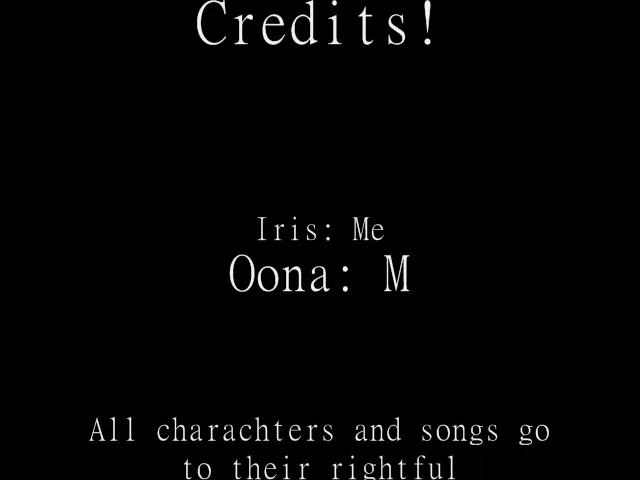 Credits!
Iris: Me
Oona: M
All charachters and songs go
to their rightful